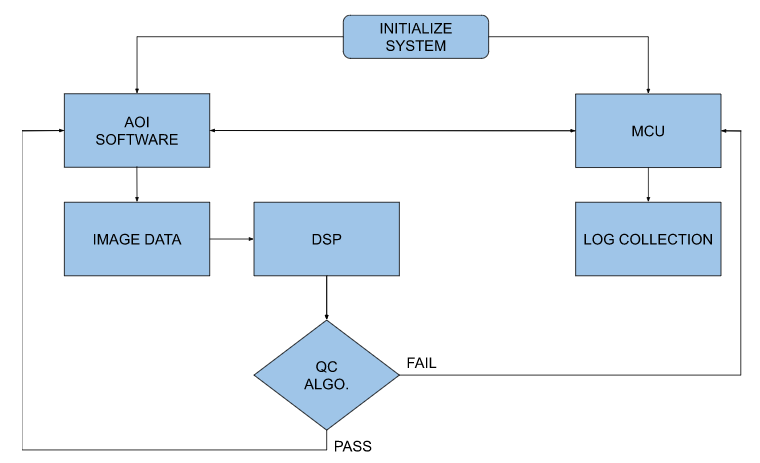 INITIALIZE
SYSTEM
AOI
SOFTWARE
MCU
IMAGE DATA
DSP
LOG COLLECTION
QC
ALGO.
FAIL
PASS